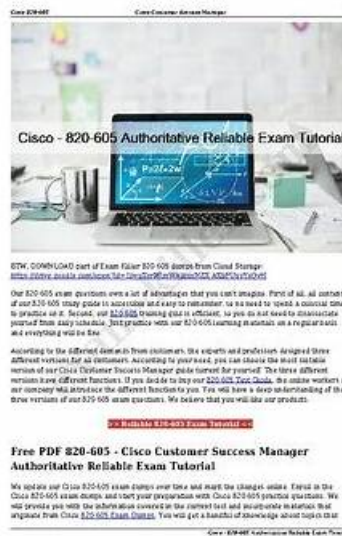 Cisco 820-605 Cisco Customer Success Manager
Cisco - 820-605 Authoritative Reliable Exam Tutorial
BTW, DOWNLOAD part of Exam-Killer 820-605 dumps from Cloud Storage:
Our 820-605 exam questions own a lot of advantages that you can't imagine. First of all, all content
of our 820-605 study guide is accessible and easy to remember, so no need to spend a colossal time
to practice on it. Second, our 820-605 training quiz is efficient, so you do not need to disassociate
yourself from daily schedule. Just practice with our 820-605 learning materials on a regular basis
and everything will be fine.
According to the different demands from customers, the experts and professors designed three
different versions for all customers. According to your need, you can choose the most suitable
version of our Cisco Customer Success Manager guide torrent for yourself. The three different
versions have different functions. If you decide to buy our 820-605 Test Guide, the online workers of
our company will introduce the different function to you. You will have a deep understanding of the
three versions of our 820-605 exam questions. We believe that you will like our products.
>> Reliable 820-605 Exam Tutorial <<
Free PDF 820-605 - Cisco Customer Success Manager
Authoritative Reliable Exam Tutorial
We update our Cisco 820-605 exam dumps over time and mark the changes online. Enroll in the
Cisco 820-605 exam dumps and start your preparation with Cisco 820-605 practice questions. We
will provide you with the information covered in the current test and incorporate materials that
originate from Cisco 820-605 Exam Dumps. You will get a handful of knowledge about topics that
Cisco - 820-605 Authoritative Reliable Exam Tutorial